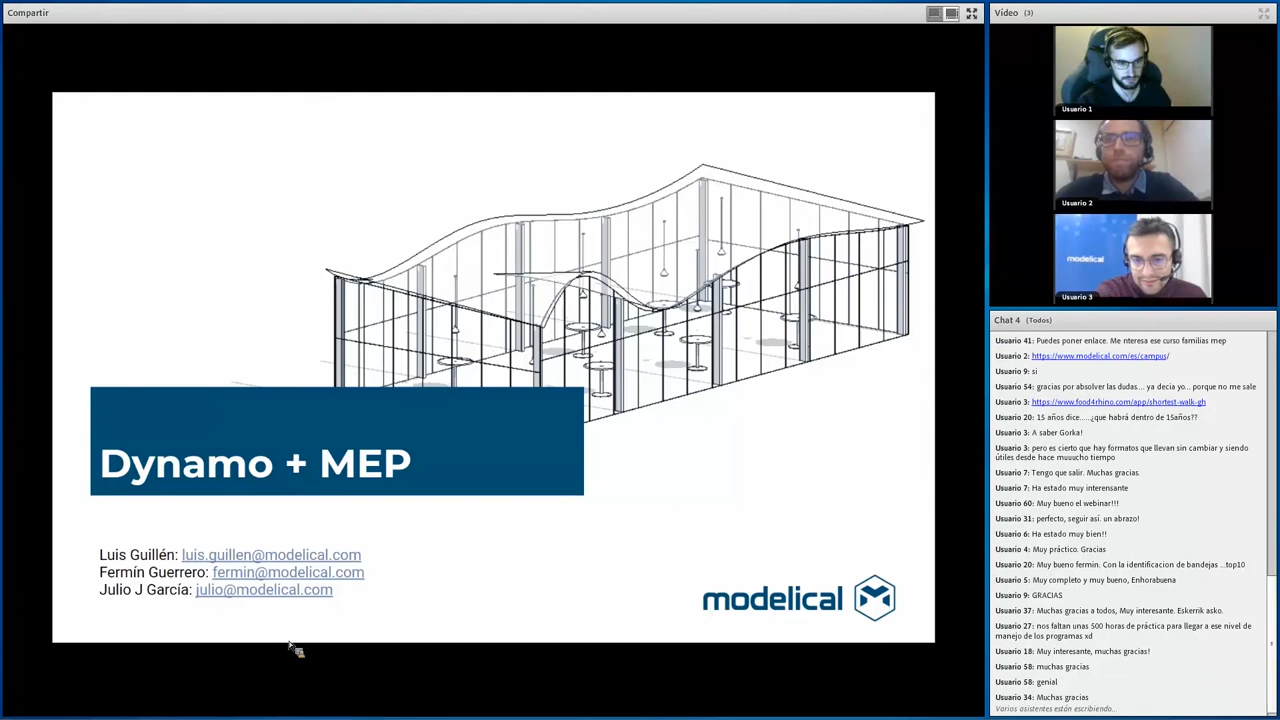 Compartir
Dynamo + MEP
Luis Guillén: luis.guillen@modelical.com
Fermín Guerrero: fermin@modelical.com
Julio J García: julio@modelical.com
modelical
Vídeo (3)
Usuario 1
Usuario 2
modelical
Usuario 3
Chat 4 (Todos)
Usuario 41: Puedes poner enlace. Me nteresa ese curso familias mep
Usuario 2: https://www.modelical.com/es/campus/
Usuario 9: si
Usuario 54: gracias por absolver las dudas.... ya decia yo... porque no me sale
Usuario 3: https://www.food4rhino.com/app/shortest-walk-gh
Usuario 20: 15 años dice......¿que habrá dentro de 15años??
Usuario 3: A saber Gorka!
Usuario 3: pero es cierto que hay formatos que llevan sin cambiar y siendo
útiles desde hace muuucho tiempo
Usuario 7: Tengo que salir. Muchas gracias.
Usuario 7: Ha estado muy interensante
Usuario 60: Muy bueno el webinar!!!
Usuario 31: perfecto, seguir así. un abrazo!
Usuario 6: Ha estado muy bien!!
Usuario 4: Muy práctico. Gracias
Usuario 20: Muy bueno fermin. Con la identificacion de bandejas ...top10
Usuario 5: Muy completo y muy bueno, Enhorabuena
Usuario 9: GRACIAS
Usuario 37: Muchas gracias a todos, Muy interesante. Eskerrik asko.
Usuario 27: nos faltan unas 500 horas de práctica para llegar a ese nivel de
manejo de los programas xd
Usuario 18: Muy interesante, muchas gracias!
Usuario 58: muchas gracias
Usuario 58: genial
Usuario 34: Muchas gracias
Varios asistentes están escribiendo...